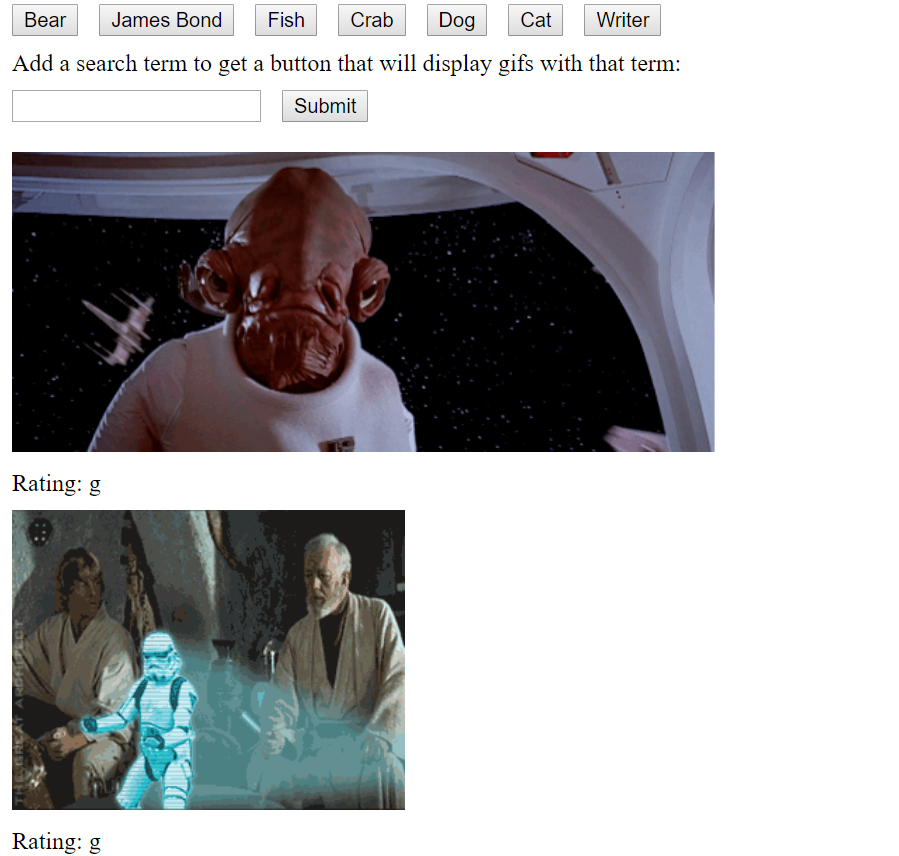 Bear James Bond Fish Crab Dog Cat Writer
Add a search term to get a button that will display gifs with that term:
Submit
Rating: g
THE GREAT ARCHITECT
Rating: g